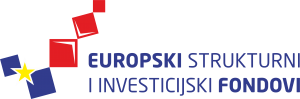 EUROPSKI STRUKTURNI
I INVESTICIJSKI FONDOVI